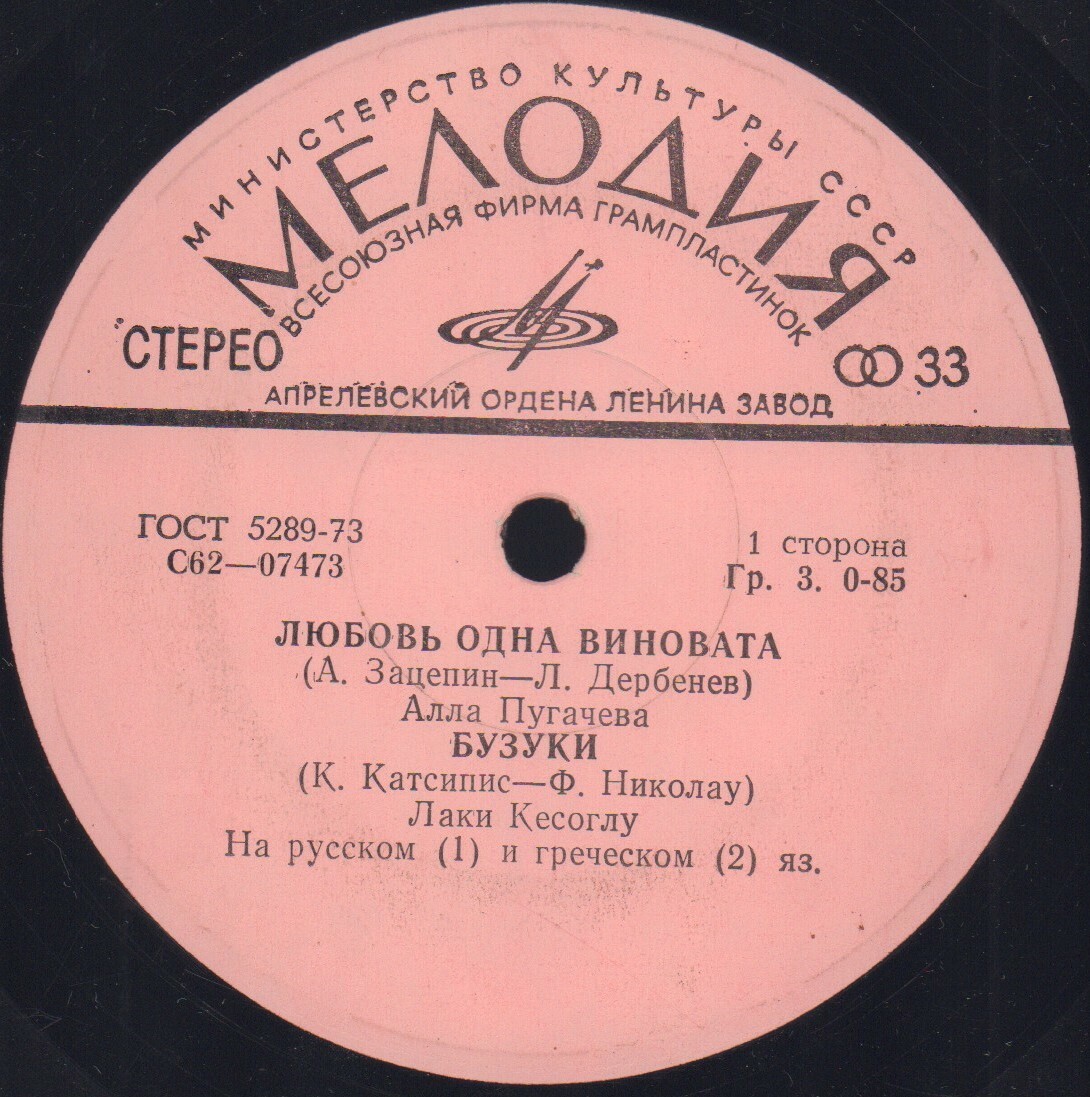 МИНИСТЕРСТВО КУЛЬТУРЫ СССР
МЕЛОДИЯ
ВСЕСОЮЗНАЯ ФИРМА ГРАМПЛАСТИНОК
СТЕРЕО
33
АПРЕЛЕВСКИЙ ОРДЕНА ЛЕНИНА ЗАВОД
ГОСТ 5289-73
С62—07473
1 сторона
Гр. 3. 0-85
ЛЮБОВЬ ОДНА ВИНОВАТА
(А. Зацепин—Л. Дербенев)
Алла Пугачева
БУЗУКИ
(К. Катсипис—Ф. Николау)
Лаки Кесоглу
На русском (1) и греческом (2) яз.